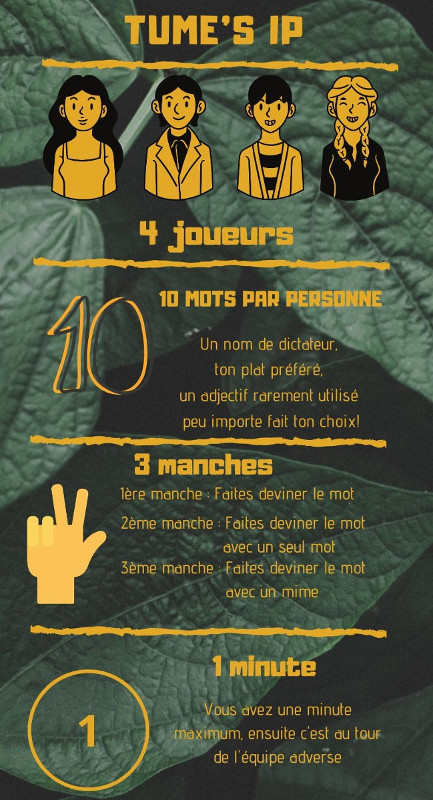 TUME'S IP
4 joueurs
10
10 MOTS PAR PERSONNE
Un nom de dictateur,
ton plat préféré,
un adjectif rarement utilisé
peu importe fait ton choix!
3 manches
1ère manche : Faites deviner le mot
2ème manche : Faites deviner le mot
avec un seul mot
3ème manche : Faites deviner le mot
avec un mime
1 minute
1
Vous avez une minute
maximum, ensuite c'est au tour
de l'équipe adverse